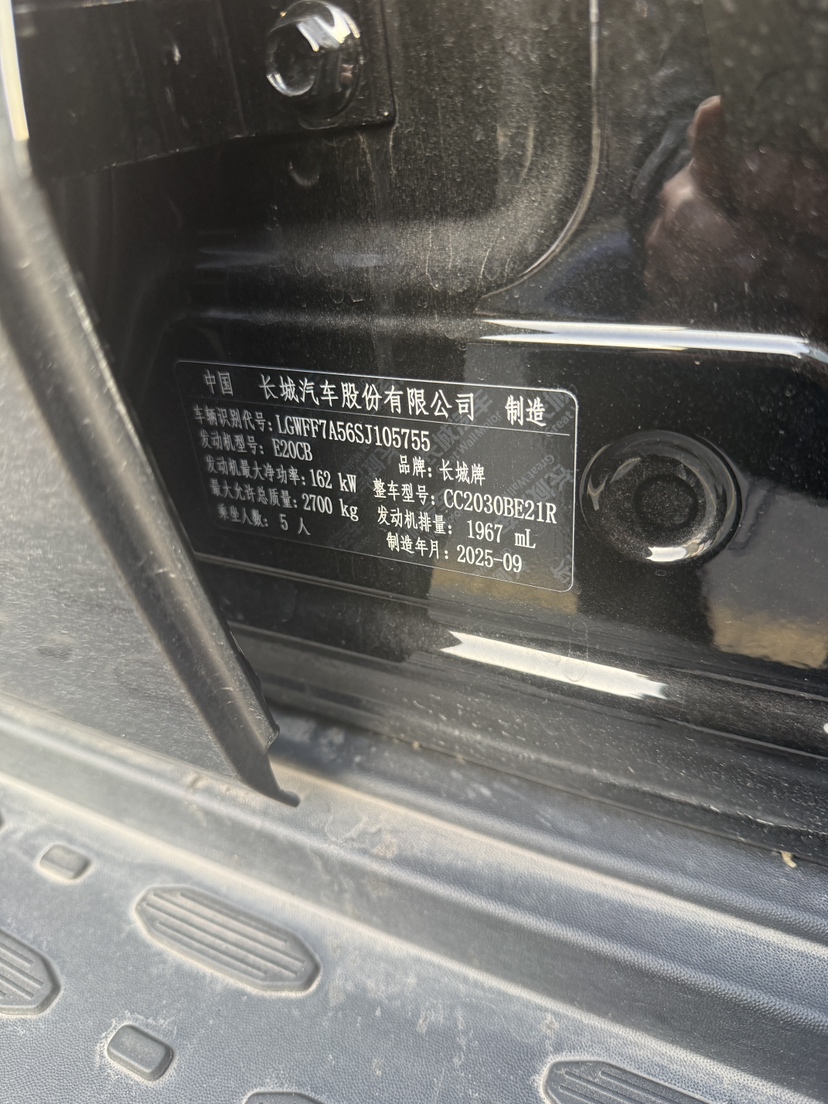 中国 长城汽车股份有限公司 制造
车辆识别代号:LGWFF7A56SJ105755
发动机型号:E20CB 品牌:长城牌
发动机最大净功率:162 kW 整车型号:CC2030BE21R
最大允许总质量:2700 kg 发动机排量:1967 mL
乘坐人数:5 人 制造年月:2025-09